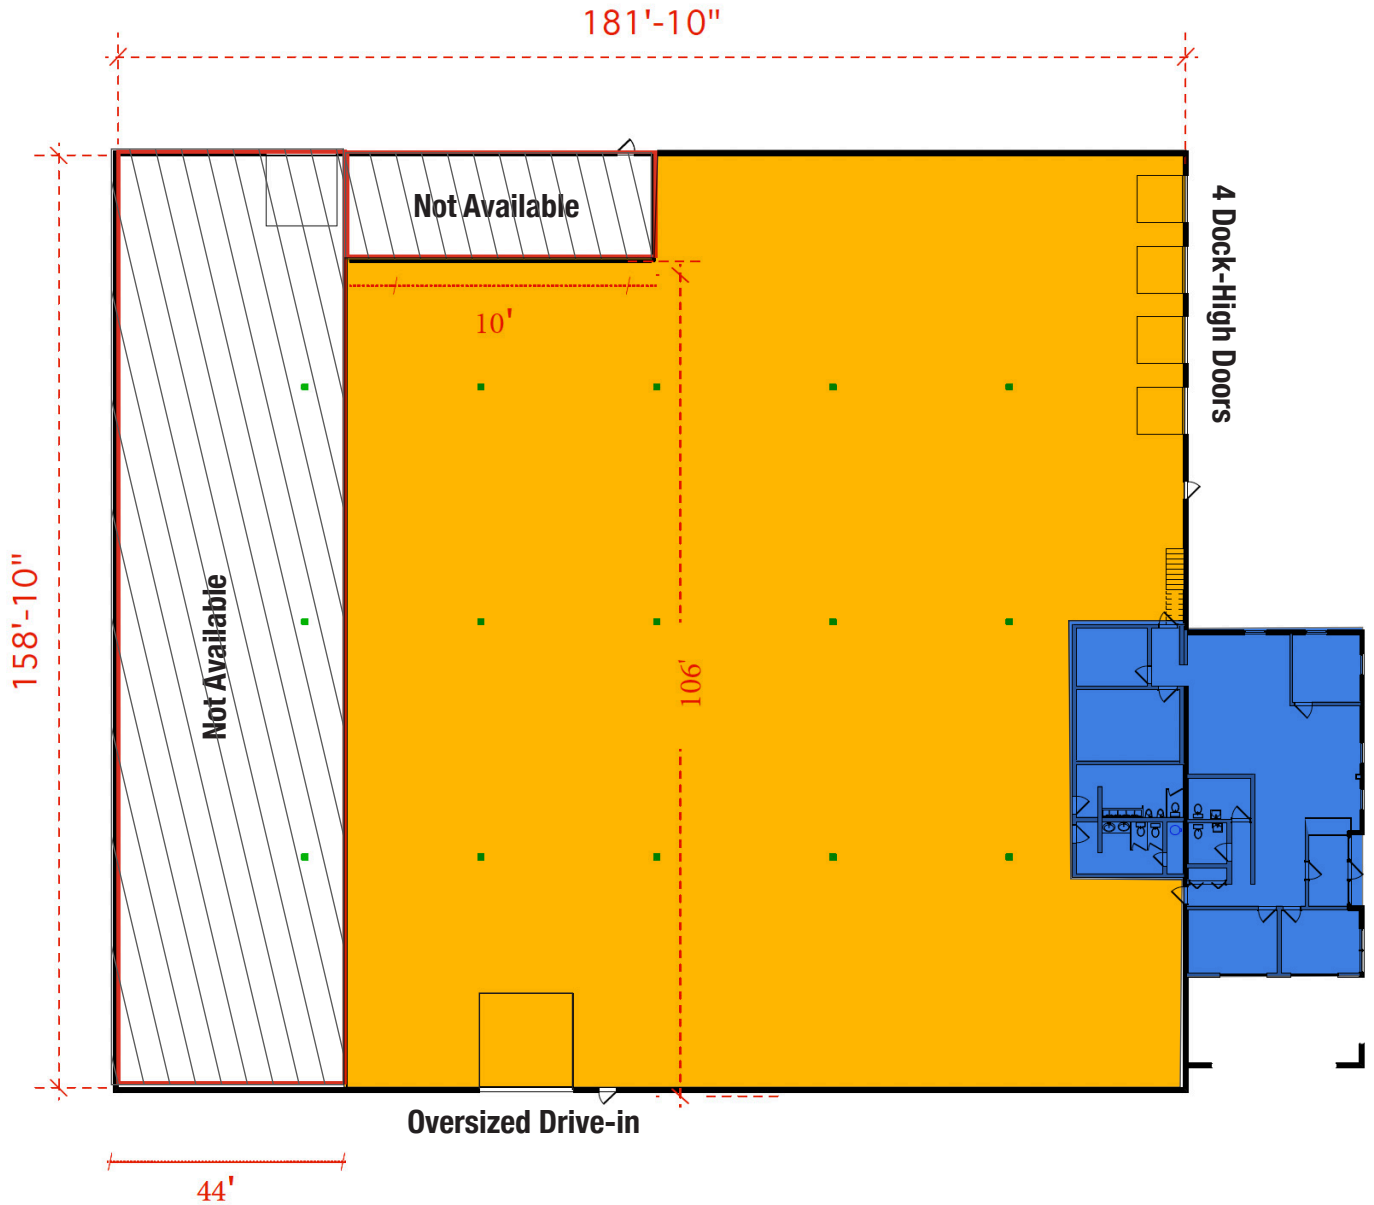 181'-10"
Not Available
4 Dock-High Doors
10'
158'-10"
Not Available
106'
Oversized Drive-in
44'